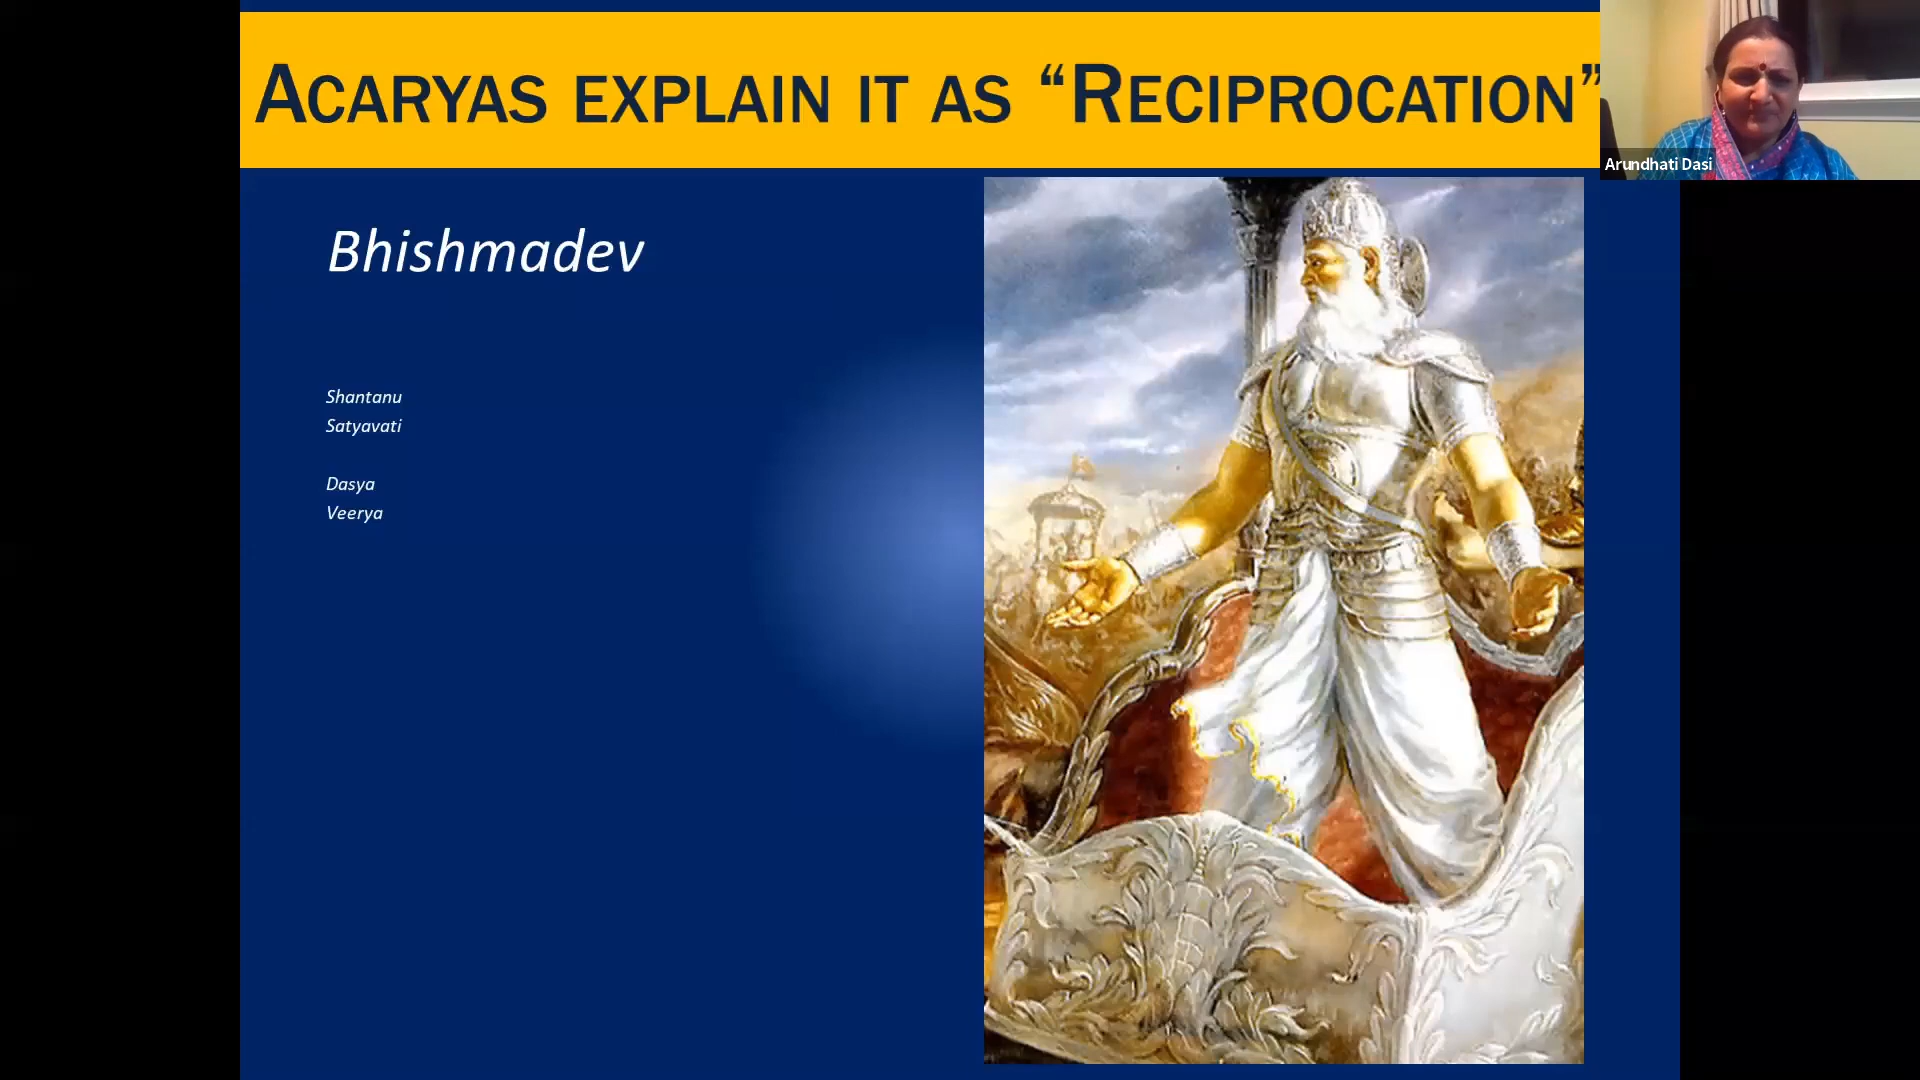 ACARYAS EXPLAIN IT AS “RECIPROCATION”
Arundhati Dasi
Bhishmadev
Shantanu
Satyavati
Dasya
Veerya